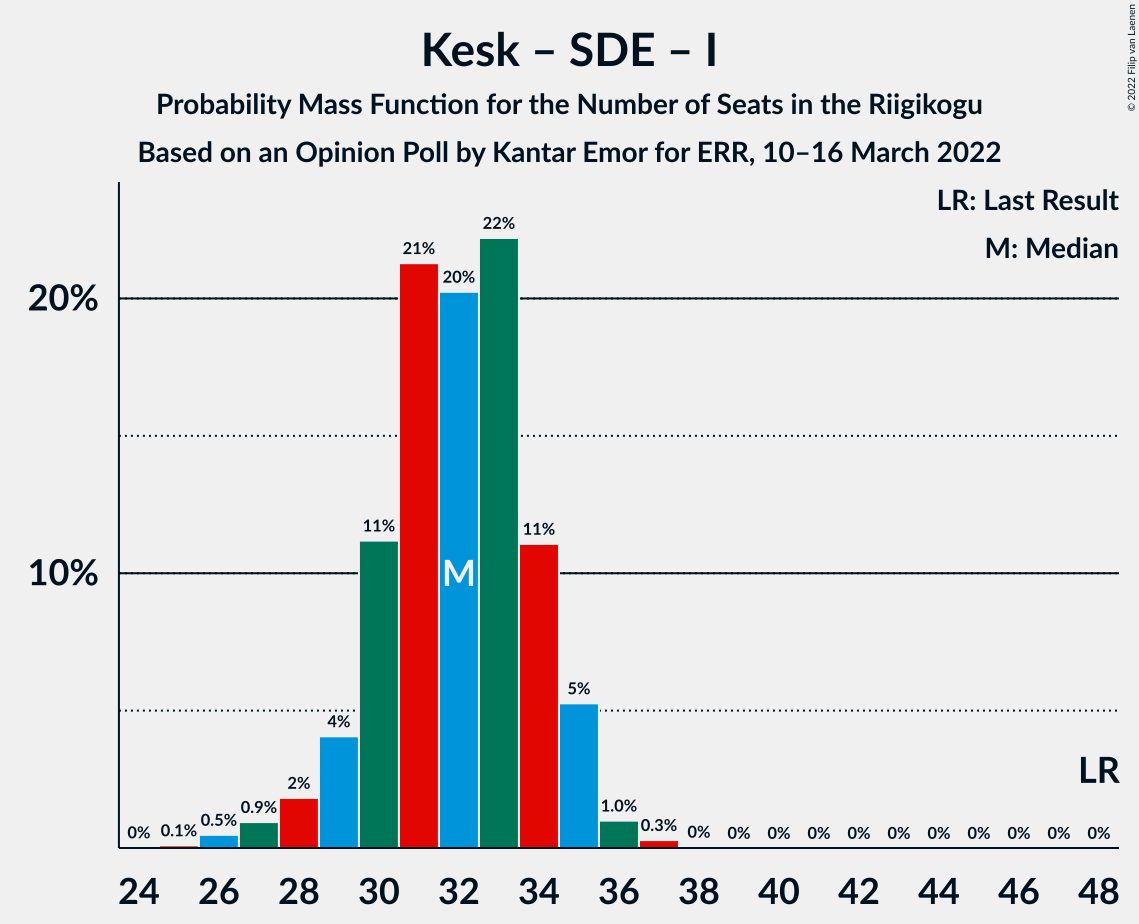 Kesk – SDE – I
Probability Mass Function for the Number of Seats in the Riigikogu
Based on an Opinion Poll by Kantar Emor for ERR, 10–16 March 2022
© 2022 Filip van Laenen
LR: Last Result
M: Median
20%
10%
0% 0.1% 0.5% 0.9% 2% 4% 11% 21% 20% 22% 11% 5% 1.0% 0.3% 0% 0% 0% 0% 0% 0% 0% 0% 0% 0% 0%
M
LR
24 26 28 30 32 34 36 38 40 42 44 46 48